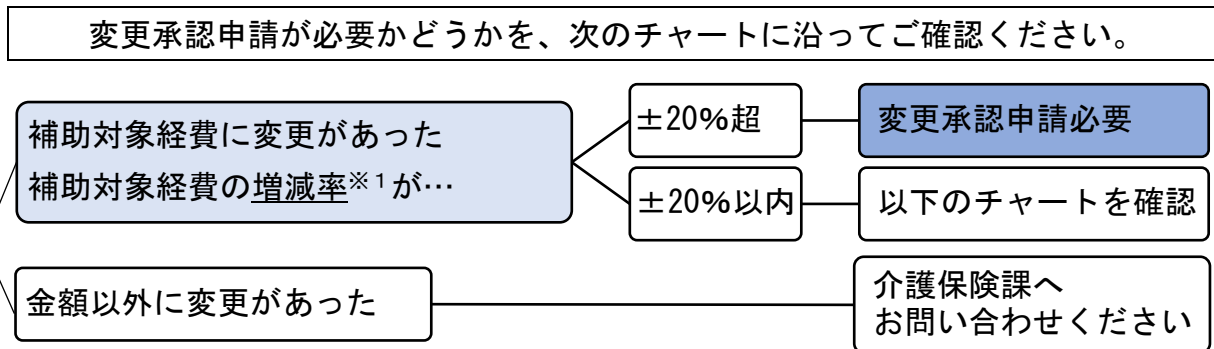 変更承認申請が必要かどうかを、次のチャートに沿ってご確認ください。
補助対象経費に変更があった
補助対象経費の増減率※1が…
±20%超
変更承認申請必要
±20%以内
以下のチャートを確認
金額以外に変更があった
介護保険課へ
お問い合わせください